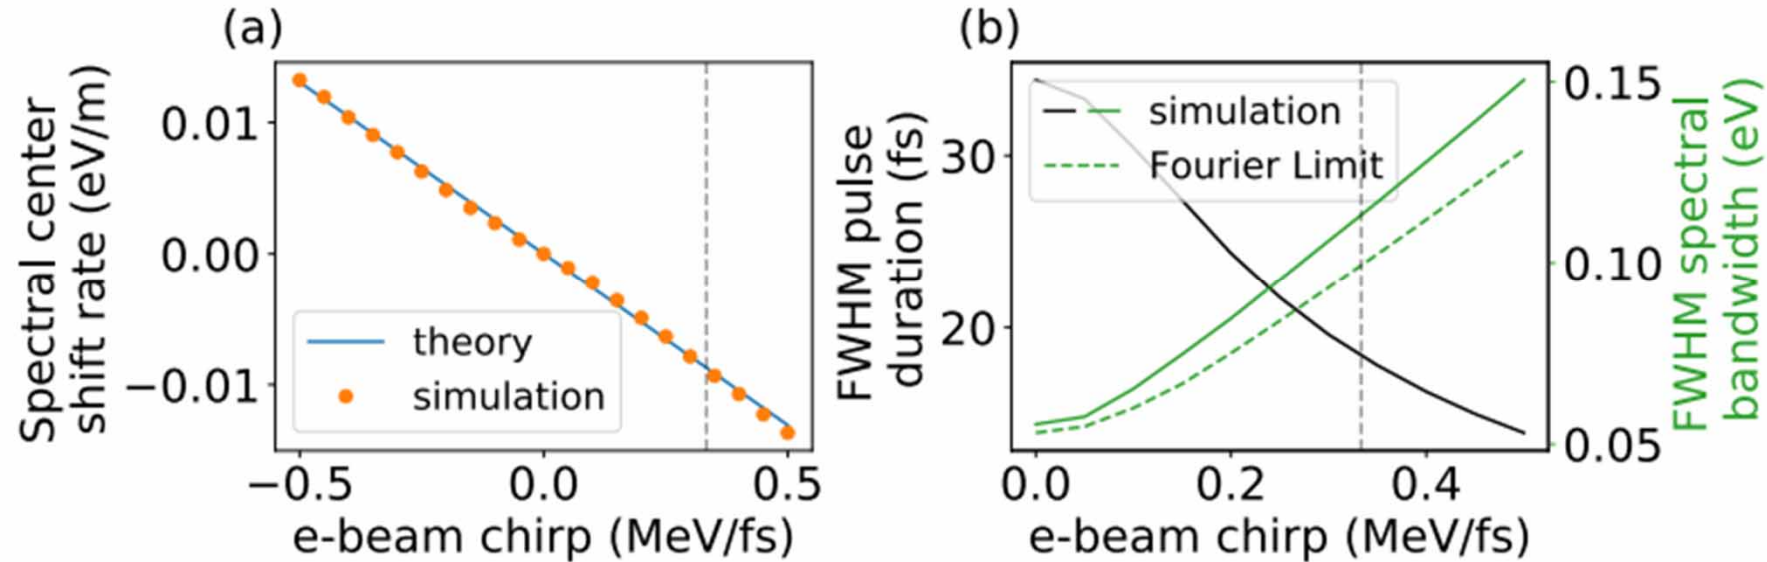 (a)
Spectral center
shift rate (eV/m)
0.01
0.00
−0.01
theory
simulation
−0.5
0.0
0.5
e-beam chirp (MeV/fs)
(b)
FWHM pulse
duration (fs)
30
20
simulation
Fourier Limit
0.15
0.10
0.05
FWHM spectral
bandwidth (eV)
0.0
0.2
0.4
e-beam chirp (MeV/fs)